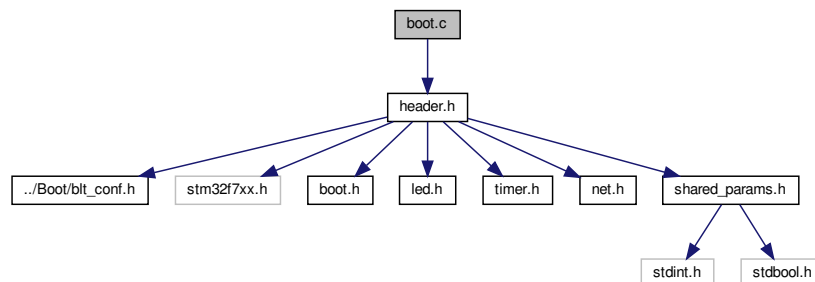 boot.c
header.h
../Boot/blt_conf.h
stm32f7xx.h
boot.h
led.h
timer.h
net.h
shared_params.h
stdint.h
stdbool.h